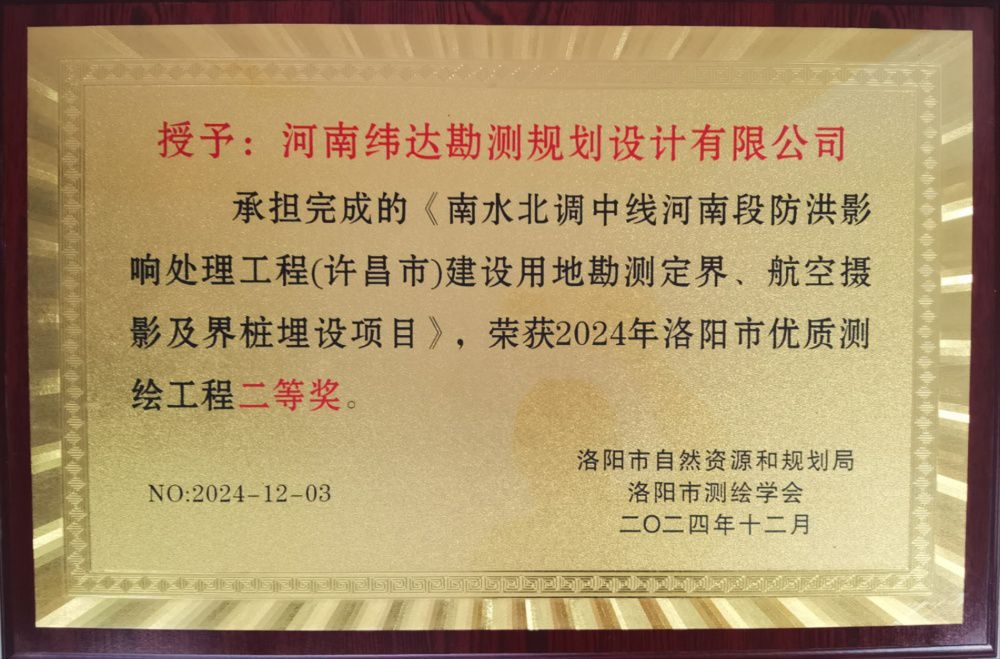 授予：河南纬达勘测规划设计有限公司
承担完成的《南水北调中线河南段防洪影
响处理工程(许昌市)建设用地勘测定界、航空摄
影及界桩埋设项目》，荣获2024年洛阳市优质测
绘工程二等奖。
洛阳市自然资源和规划局
NO:2024-12-03
洛阳市测绘学会
二〇二四年十二月